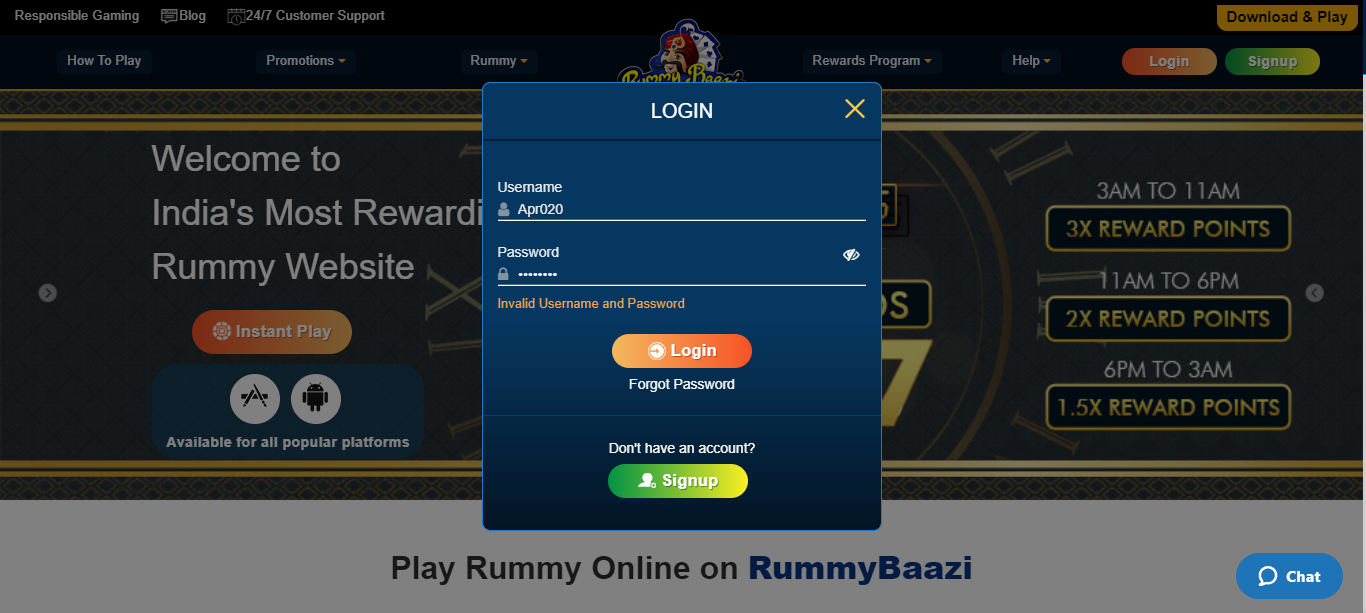 Responsible Gaming
Blog
24/7 Customer Support
Download & Play
How To Play
Promotions
Rummy
Rummy Baazi
Rewards Program
Help
Login
Signup
LOGIN
Username
Apr020
Password
••••••••
Invalid Username and Password
Login
Forgot Password
Don't have an account?
Signup
Welcome to
India's Most Rewardi
Rummy Website
Instant Play
Available for all popular platforms
3AM TO 11AM
3X REWARD POINTS
11AM TO 6PM
2X REWARD POINTS
6PM TO 3AM
1.5X REWARD POINTS
Play Rummy Online on RummyBaazi
Chat